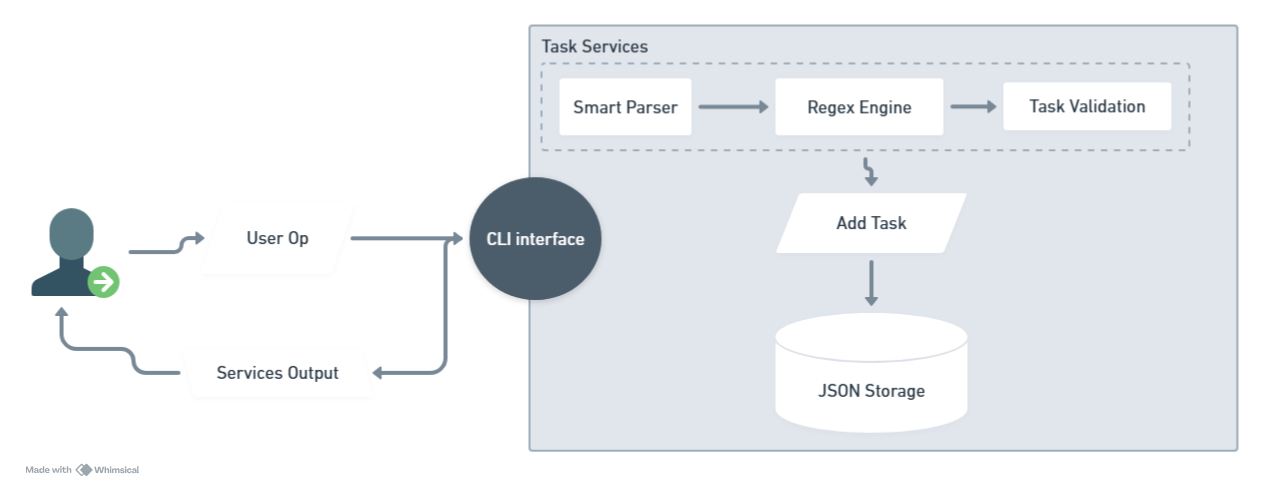 Task Services
Smart Parser
Regex Engine
Task Validation
Add Task
User Op
CLI interface
Services Output
JSON Storage
Made with Whimsical